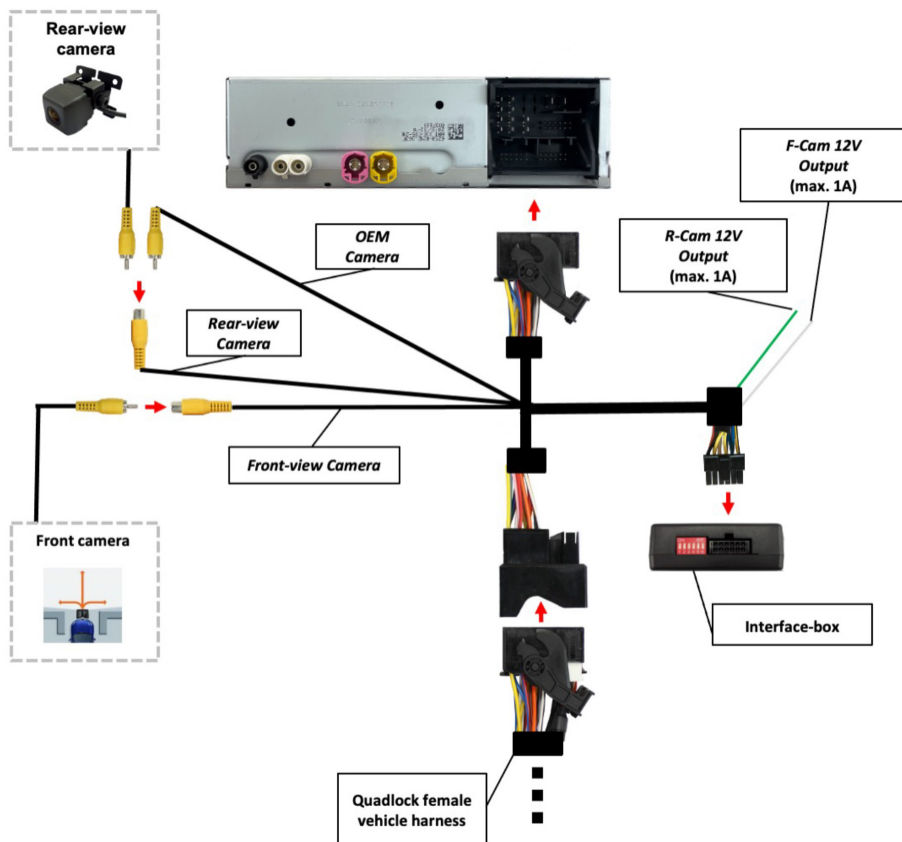 Rear-view
camera
F-Cam 12V
Output
(max. 1A)
R-Cam 12V
Output
(max. 1A)
OEM
Camera
Rear-view
Camera
Front-view Camera
Front camera
Interface-box
Quadlock female
vehicle harness